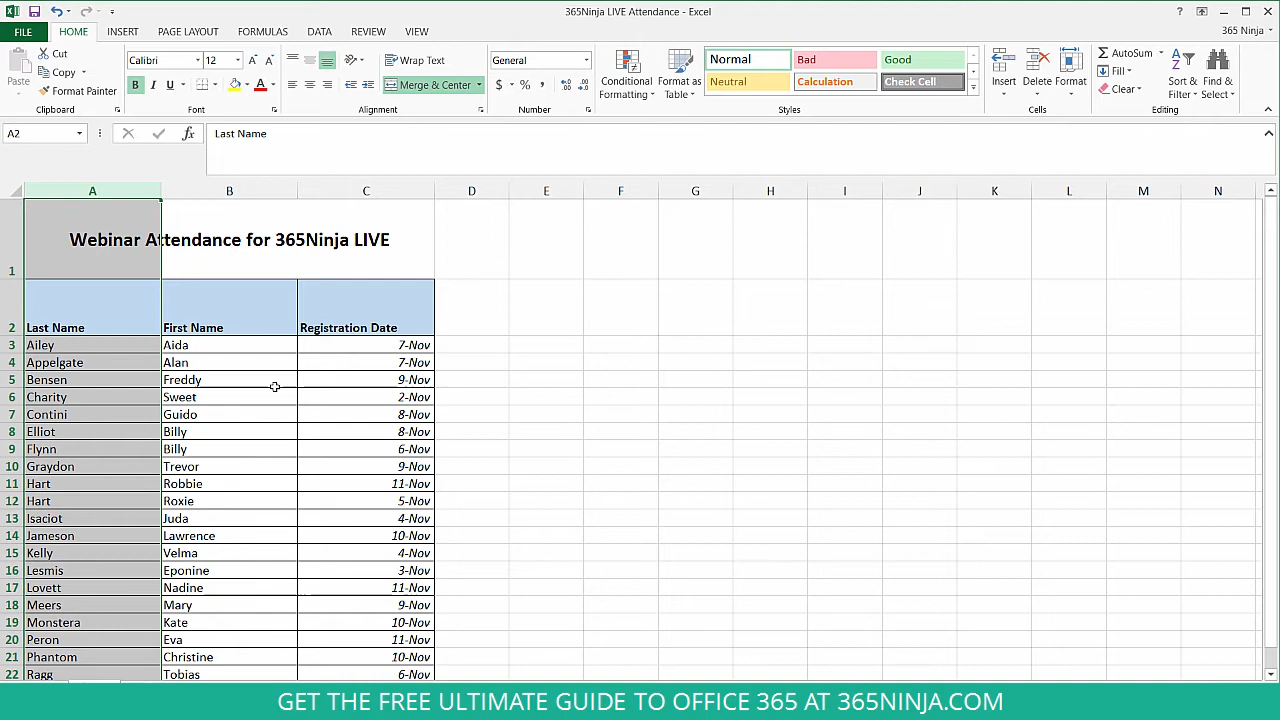 365Ninja LIVE Attendance - Excel
FILE HOME INSERT PAGE LAYOUT FORMULAS DATA REVIEW VIEW 365 Ninja
Paste Cut Copy Format Painter Clipboard
Calibri 12 B I U Font
Wrap Text Merge & Center Alignment
General $ % , Number
Conditional Formatting Format as Table
Normal Bad Good
Neutral Calculation Check Cell
Styles
Insert Delete Format Cells
AutoSum Fill Clear Sort & Filter Find & Select Editing
A2 fx Last Name
A B C D E F G H I J K L M N
1 Webinar Attendance for 365Ninja LIVE
2 Last Name First Name Registration Date
3 Ailey Aida 7-Nov
4 Appelgate Alan 7-Nov
5 Bensen Freddy 9-Nov
6 Charity Sweet 2-Nov
7 Contini Guido 8-Nov
8 Elliot Billy 8-Nov
9 Flynn Billy 6-Nov
10 Graydon Trevor 9-Nov
11 Hart Robbie 11-Nov
12 Hart Roxie 5-Nov
13 Isaciot Juda 4-Nov
14 Jameson Lawrence 10-Nov
15 Kelly Velma 4-Nov
16 Lesmis Eponine 3-Nov
17 Lovett Nadine 11-Nov
18 Meers Mary 9-Nov
19 Monstera Kate 10-Nov
20 Peron Eva 11-Nov
21 Phantom Christine 10-Nov
22 Ragg Tobias 6-Nov
GET THE FREE ULTIMATE GUIDE TO OFFICE 365 AT 365NINJA.COM